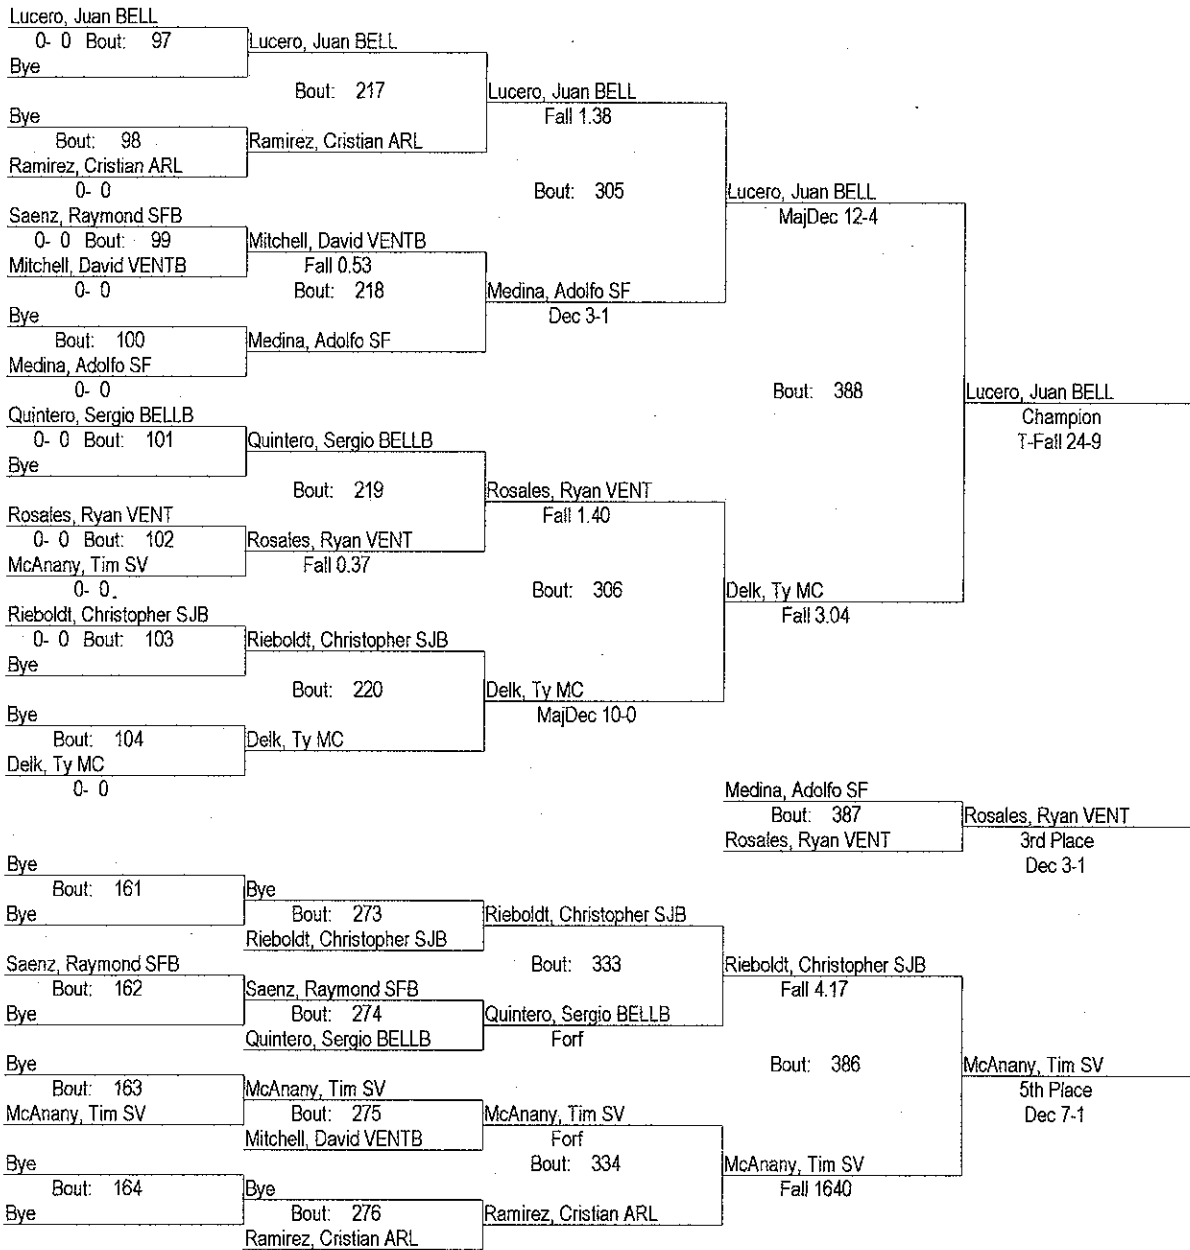 Lucero, Juan BELL
0- 0 Bout: 97
Bye
Lucero, Juan BELL
Bout: 217
Bye
Bout: 98
Ramirez, Cristian ARL
0- 0
Ramirez, Cristian ARL
Lucero, Juan BELL
Fall 1.38
Bout: 305
Saenz, Raymond SFB
0- 0 Bout: 99
Mitchell, David VENTB
0- 0
Mitchell, David VENTB
Fall 0.53
Bout: 218
Bye
Bout: 100
Medina, Adolfo SF
0- 0
Medina, Adolfo SF
Medina, Adolfo SF
Dec 3-1
Lucero, Juan BELL
MajDec 12-4
Bout: 388
Quintero, Sergio BELLB
0- 0 Bout: 101
Bye
Quintero, Sergio BELLB
Bout: 219
Rosales, Ryan VENT
0- 0 Bout: 102
McAnany, Tim SV
0- 0
Rosales, Ryan VENT
Fall 0.37
Rosales, Ryan VENT
Fall 1.40
Bout: 306
Rieboldt, Christopher SJB
0- 0 Bout: 103
Bye
Rieboldt, Christopher SJB
Bout: 220
Bye
Bout: 104
Delk, Ty MC
0- 0
Delk, Ty MC
Delk, Ty MC
MajDec 10-0
Delk, Ty MC
Fall 3.04
Lucero, Juan BELL
Champion
T-Fall 24-9
Medina, Adolfo SF
Bout: 387
Rosales, Ryan VENT
Rosales, Ryan VENT
3rd Place
Dec 3-1
Bye
Bout: 161
Bye
Bye
Bout: 273
Rieboldt, Christopher SJB
Rieboldt, Christopher SJB
Bout: 333
Saenz, Raymond SFB
Bout: 162
Bye
Saenz, Raymond SFB
Bout: 274
Quintero, Sergio BELLB
Quintero, Sergio BELLB
Forf
Rieboldt, Christopher SJB
Fall 4.17
Bout: 386
Bye
Bout: 163
McAnany, Tim SV
McAnany, Tim SV
Bout: 275
Mitchell, David VENTB
McAnany, Tim SV
Forf
Bout: 334
Bye
Bout: 164
Bye
Bye
Bout: 276
Ramirez, Cristian ARL
Ramirez, Cristian ARL
McAnany, Tim SV
Fall 1640
McAnany, Tim SV
5th Place
Dec 7-1